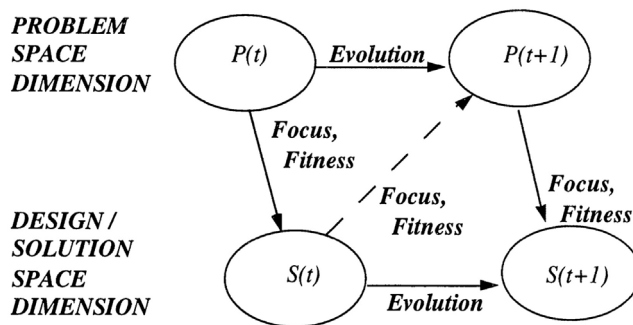 PROBLEM
SPACE
DIMENSION
P(t)
Evolution
P(t+1)
Focus,
Fitness
Focus,
Fitness
Focus,
Fitness
DESIGN /
SOLUTION
SPACE
DIMENSION
S(t)
Evolution
S(t+1)